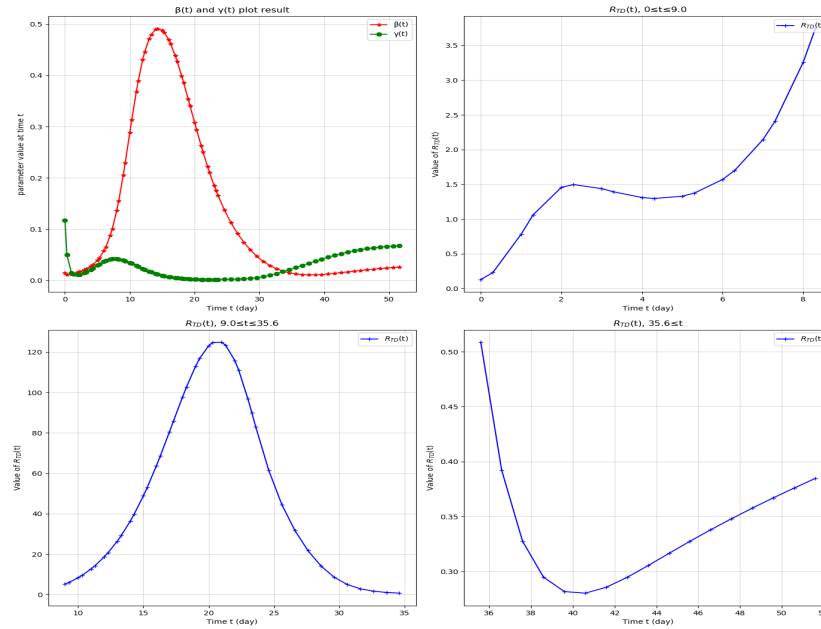 β(t) and γ(t) plot result
β(t)
γ(t)
parameter value at time t
0.5
0.4
0.3
0.2
0.1
0.0
0 10 20 30 40 50
Time t (day)
R_TD(t), 0≤t≤9.0
R_TD(t)
Value of R_TD(t)
3.5
3.0
2.5
2.0
1.5
1.0
0.5
0.0
0 2 4 6 8
Time t (day)
R_TD(t), 9.0≤t≤35.6
R_TD(t)
Value of R_TD(t)
120
100
80
60
40
20
0
10 15 20 25 30 35
Time t (day)
R_TD(t), 35.6≤t
R_TD(t)
Value of R_TD(t)
0.50
0.45
0.40
0.35
0.30
36 38 40 42 44 46 48 50
Time t (day)